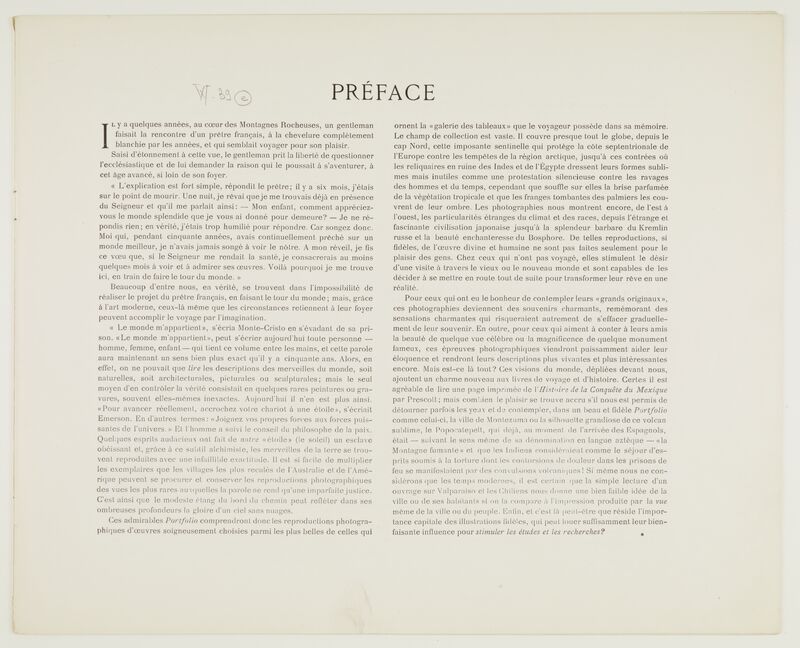 PRÉFACE
IL y a quelques années, au cœur des Montagnes Rocheuses, un gentleman
faisait la rencontre d'un prêtre français, à la chevelure complètement
blanchie par les années, et qui semblait voyager pour son plaisir.
Saisi d'étonnement à cette vue, le gentleman prit la liberté de questionner
l'ecclésiastique et de lui demander la raison qui le poussait à s'aventurer, à
cet âge avancé, si loin de son foyer.
« L'explication est fort simple, répondit le prêtre; il y a six mois, j'étais
sur le point de mourir. Une nuit, je rêvai que je me trouvais déjà en présence
du Seigneur et qu'il me parlait ainsi: — Mon enfant, comment appréciez-
vous le monde splendide que je vous ai donné pour demeure? — Je ne ré-
pondis rien; en vérité, j'étais trop humilié pour répondre. Car songez donc.
Moi qui, pendant cinquante années, avais continuellement prêché sur un
monde meilleur, je n'avais jamais songé à voir le nôtre. A mon réveil, je fis
ce vœu que, si le Seigneur me rendait la santé, je consacrerais au moins
quelques mois à voir et à admirer ses œuvres. Voilà pourquoi je me trouve
ici, en train de faire le tour du monde. »
Beaucoup d'entre nous, en vérité, se trouvent dans l'impossibilité de
réaliser le projet du prêtre français, en faisant le tour du monde; mais, grâce
à l'art moderne, ceux-là même que les circonstances retiennent à leur foyer
peuvent accomplir le voyage par l'imagination.
« Le monde m'appartient», s'écria Monte-Cristo en s'évadant de sa pri-
son. «Le monde m'appartient», peut s'écrier aujourd'hui toute personne —
homme, femme, enfant — qui tient ce volume entre les mains, et cette parole
aura maintenant un sens bien plus exact qu'il y a cinquante ans. Alors, en
effet, on ne pouvait que lire les descriptions des merveilles du monde, soit
naturelles, soit architecturales, picturales ou sculpturales; mais le seul
moyen d'en contrôler la vérité consistait en quelques rares peintures ou gra-
vures, souvent elles-mêmes inexactes. Aujourd'hui il n'en est plus ainsi.
«Pour avancer réellement, accrochez votre chariot à une étoile», s'écriait
Emerson. En d'autres termes: «Joignez vos propres forces aux forces puis-
santes de l'univers.» Et l'homme a suivi le conseil du philosophe de la paix.
Quelques esprits audacieux ont fait de notre «étoile» (le soleil) un esclave
obéissant et, grâce à ce subtil alchimiste, les merveilles de la terre se trou-
vent reproduites avec une infaillible exactitude. Il est si facile de multiplier
les exemplaires que les villages les plus reculés de l'Australie et de l'Amé-
rique peuvent se procurer et conserver les reproductions photographiques
des vues les plus rares auxquelles la parole ne rend qu'une imparfaite justice.
C'est ainsi que le modeste étang du bord du chemin peut refléter dans ses
ombreuses profondeurs la gloire d'un ciel sans nuages.
Ces admirables Portfolio comprendront donc les reproductions photogra-
phiques d'œuvres soigneusement choisies parmi les plus belles de celles qui
ornent la «galerie des tableaux» que le voyageur possède dans sa mémoire.
Le champ de collection est vaste. Il couvre presque tout le globe, depuis le
cap Nord, cette imposante sentinelle qui protège la côte septentrionale de
l'Europe contre les tempêtes de la région arctique, jusqu'à ces contrées où
les reliquaires en ruine des Indes et de l'Égypte dressent leurs formes subli-
mes mais inutiles comme une protestation silencieuse contre les ravages
des hommes et du temps, cependant que souffle sur elles la brise parfumée
de la végétation tropicale et que les franges tombantes des palmiers les cou-
vrent de leur ombre. Les photographies nous montrent encore, de l'est à
l'ouest, les particularités étranges du climat et des races, depuis l'étrange et
fascinante civilisation japonaise jusqu'à la splendeur barbare du Kremlin
russe et la beauté enchanteresse du Bosphore. De telles reproductions, si
fidèles, de l'œuvre divine et humaine ne sont pas faites seulement pour le
plaisir des gens. Chez ceux qui n'ont pas voyagé, elles stimulent le désir
d'une visite à travers le vieux ou le nouveau monde et sont capables de les
décider à se mettre en route tout de suite pour transformer leur rêve en une
réalité.
Pour ceux qui ont eu le bonheur de contempler leurs «grands originaux»,
ces photographies deviennent des souvenirs charmants, remémorant des
sensations charmantes qui risqueraient autrement de s'effacer graduelle-
ment de leur souvenir. En outre, pour ceux qui aiment à conter à leurs amis
la beauté de quelque vue célèbre ou la magnificence de quelque monument
fameux, ces épreuves photographiques viendront puissamment aider leur
éloquence et rendront leurs descriptions plus vivantes et plus intéressantes
encore. Mais est-ce là tout? Ces visions du monde, dépliées devant nous,
ajoutent un charme nouveau aux livres de voyage et d'histoire. Certes il est
agréable de lire une page imprimée de l'Histoire de la Conquête du Mexique
par Prescott; mais combien le plaisir se trouve accru s'il nous est permis de
détourner parfois les yeux et de contempler, dans un beau et fidèle Portfolio
comme celui-ci, la ville de Montezuma ou la silhouette grandiose de ce volcan
sublime, le Popocatepelt, qui déjà, au moment de l'arrivée des Espagnols,
était — suivant le sens même de sa dénomination en langue aztèque — «la
Montagne fumante» et que les Indiens considéraient comme le séjour d'es-
prits soumis à la torture dont les contorsions de douleur dans les prisons de
feu se manifestaient par des convulsions volcaniques! Si même nous ne con-
sidérons que les temps modernes, il est certain que la simple lecture d'un
ouvrage sur Valparaiso et les Chiliens nous donne une bien faible idée de la
ville ou de ses habitants si on la compare à l'impression produite par la vue
même de la ville ou du peuple. Enfin, et c'est là peut-être que réside l'impor-
tance capitale des illustrations fidèles, qui peut louer suffisamment leur bien-
faisante influence pour stimuler les études et les recherches?